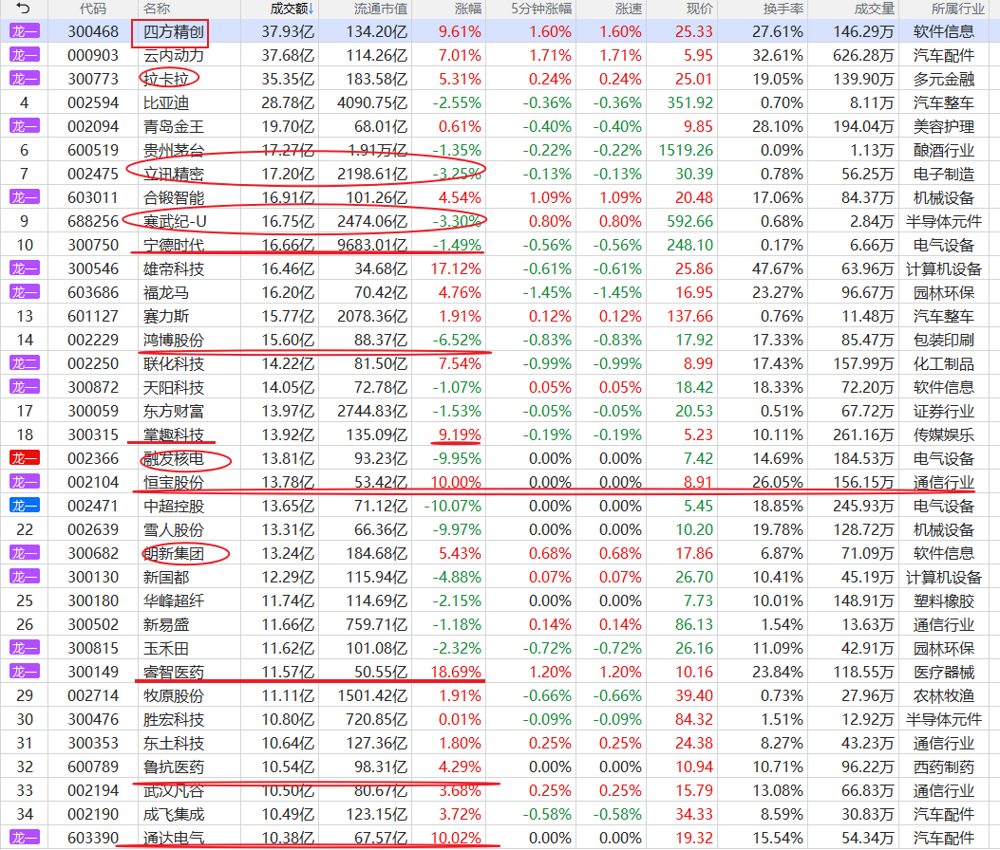 代码 名称 成交额↓ 流通市值 涨幅 5分钟涨幅 涨速 现价 换手率 成交量 所属行业
龙一 300468 四方精创 37.93亿 134.20亿 9.61% 1.60% 1.60% 25.33 27.61% 146.29万 软件信息
龙一 000903 云内动力 37.68亿 114.26亿 7.01% 1.71% 1.71% 5.95 32.61% 626.28万 汽车配件
龙一 300773 拉卡拉 35.35亿 183.58亿 5.31% 0.24% 0.24% 25.01 19.05% 139.90万 多元金融
4 002594 比亚迪 28.78亿 4090.75亿 -2.55% -0.36% -0.36% 351.92 0.70% 8.11万 汽车整车
龙一 002094 青岛金王 19.70亿 68.01亿 0.61% -0.40% -0.40% 9.85 28.10% 194.04万 美容护理
6 600519 贵州茅台 17.27亿 1.91万亿 -1.35% -0.22% -0.22% 1519.26 0.09% 1.13万 酿酒行业
7 002475 立讯精密 17.20亿 2198.61亿 -3.25% -0.13% -0.13% 30.39 0.78% 56.25万 电子制造
龙一 603011 合锻智能 16.91亿 101.26亿 4.54% 1.09% 1.09% 20.48 17.06% 84.37万 机械设备
9 688256 寒武纪-U 16.75亿 2474.06亿 -3.30% 0.80% 0.80% 592.66 0.68% 2.84万 半导体元件
10 300750 宁德时代 16.66亿 9683.01亿 -1.49% -0.56% -0.56% 248.10 0.17% 6.66万 电气设备
龙一 300546 雄帝科技 16.46亿 34.68亿 17.12% -0.61% -0.61% 25.86 47.67% 63.96万 计算机设备
龙一 603686 福龙马 16.20亿 70.42亿 4.76% -1.45% -1.45% 16.95 23.27% 96.67万 园林环保
13 601127 赛力斯 15.77亿 2078.36亿 1.91% 0.12% 0.12% 137.66 0.76% 11.48万 汽车整车
14 002229 鸿博股份 15.60亿 88.37亿 -6.52% -0.83% -0.83% 17.92 17.33% 85.47万 包装印刷
龙二 002250 联化科技 14.22亿 81.50亿 7.54% -0.99% -0.99% 8.99 17.43% 157.99万 化工制品
龙一 300872 天阳科技 14.05亿 72.78亿 -1.07% 0.05% 0.05% 18.42 18.33% 72.20万 软件信息
17 300059 东方财富 13.97亿 2744.83亿 -1.53% -0.05% -0.05% 20.53 0.51% 67.72万 证券行业
18 300315 掌趣科技 13.92亿 135.09亿 9.19% -0.19% -0.19% 5.23 10.11% 261.16万 传媒娱乐
龙一 002366 融发核电 13.81亿 93.23亿 -9.95% 0.00% 0.00% 7.42 14.69% 184.53万 电气设备
龙一 002104 恒宝股份 13.78亿 53.42亿 10.00% 0.00% 0.00% 8.91 26.05% 156.15万 通信行业
龙一 002471 中超控股 13.65亿 71.12亿 -10.07% 0.00% 0.00% 5.45 18.85% 245.93万 电气设备
22 002639 雪人股份 13.31亿 66.36亿 -9.97% 0.00% 0.00% 10.20 19.78% 128.72万 机械设备
龙一 300682 朗新集团 13.24亿 184.68亿 5.43% 0.68% 0.68% 17.86 6.87% 71.09万 软件信息
龙一 300130 新国都 12.29亿 115.94亿 -4.88% 0.07% 0.07% 26.70 10.41% 45.19万 计算机设备
25 300180 华峰超纤 11.74亿 114.69亿 -2.15% 0.00% 0.00% 7.73 10.01% 148.91万 塑料橡胶
26 300502 新易盛 11.66亿 759.71亿 -1.18% 0.14% 0.14% 86.13 1.54% 13.63万 通信行业
龙一 300815 玉禾田 11.62亿 101.08亿 -2.32% -0.72% -0.72% 26.16 11.09% 42.91万 园林环保
龙一 300149 睿智医药 11.57亿 50.55亿 18.69% 1.20% 1.20% 10.16 23.84% 118.55万 医疗器械
29 002714 牧原股份 11.11亿 1501.42亿 1.91% -0.66% -0.66% 39.40 0.73% 27.96万 农林牧渔
30 300476 胜宏科技 10.80亿 720.85亿 0.01% -0.09% -0.09% 84.32 1.51% 12.92万 半导体元件
31 300353 东土科技 10.64亿 127.36亿 1.80% 0.25% 0.25% 24.38 8.27% 43.23万 通信行业
32 600789 鲁抗医药 10.54亿 98.31亿 4.29% 0.00% 0.00% 10.94 10.71% 96.22万 西药制药
33 002194 武汉凡谷 10.50亿 80.67亿 3.68% 0.25% 0.25% 15.79 13.08% 66.83万 通信行业
34 002190 成飞集成 10.49亿 123.15亿 3.72% -0.58% -0.58% 34.33 8.59% 30.83万 汽车配件
龙一 603390 通达电气 10.38亿 67.57亿 10.02% 0.00% 0.00% 19.32 15.54% 54.34万 汽车配件